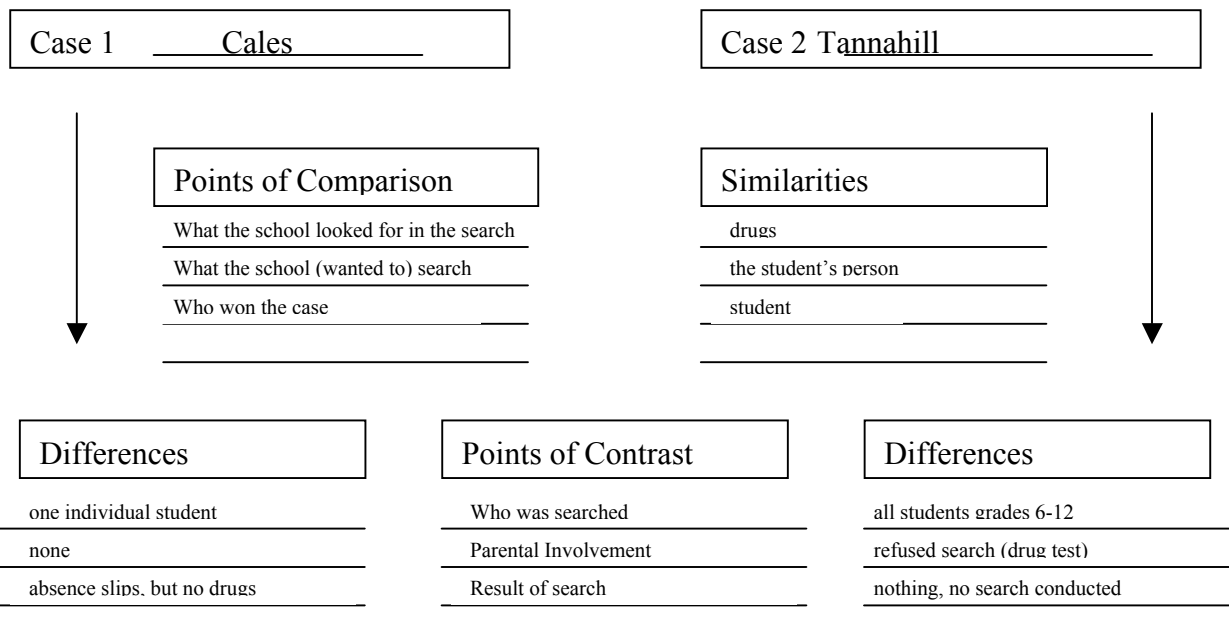 Case 1 Cales
Case 2 Tannahill
Points of Comparison
What the school looked for in the search
What the school (wanted to) search
Who won the case
Similarities
drugs
the student's person
student
Differences
one individual student
none
absence slips, but no drugs
Points of Contrast
Who was searched
Parental Involvement
Result of search
Differences
all students grades 6-12
refused search (drug test)
nothing, no search conducted